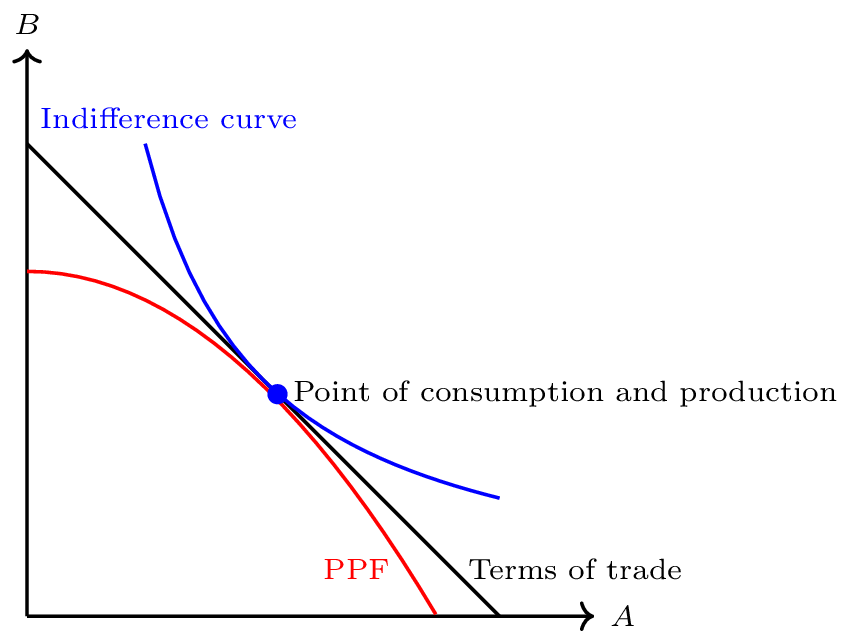 B
Indifference curve
Point of consumption and production
PPF
Terms of trade
A